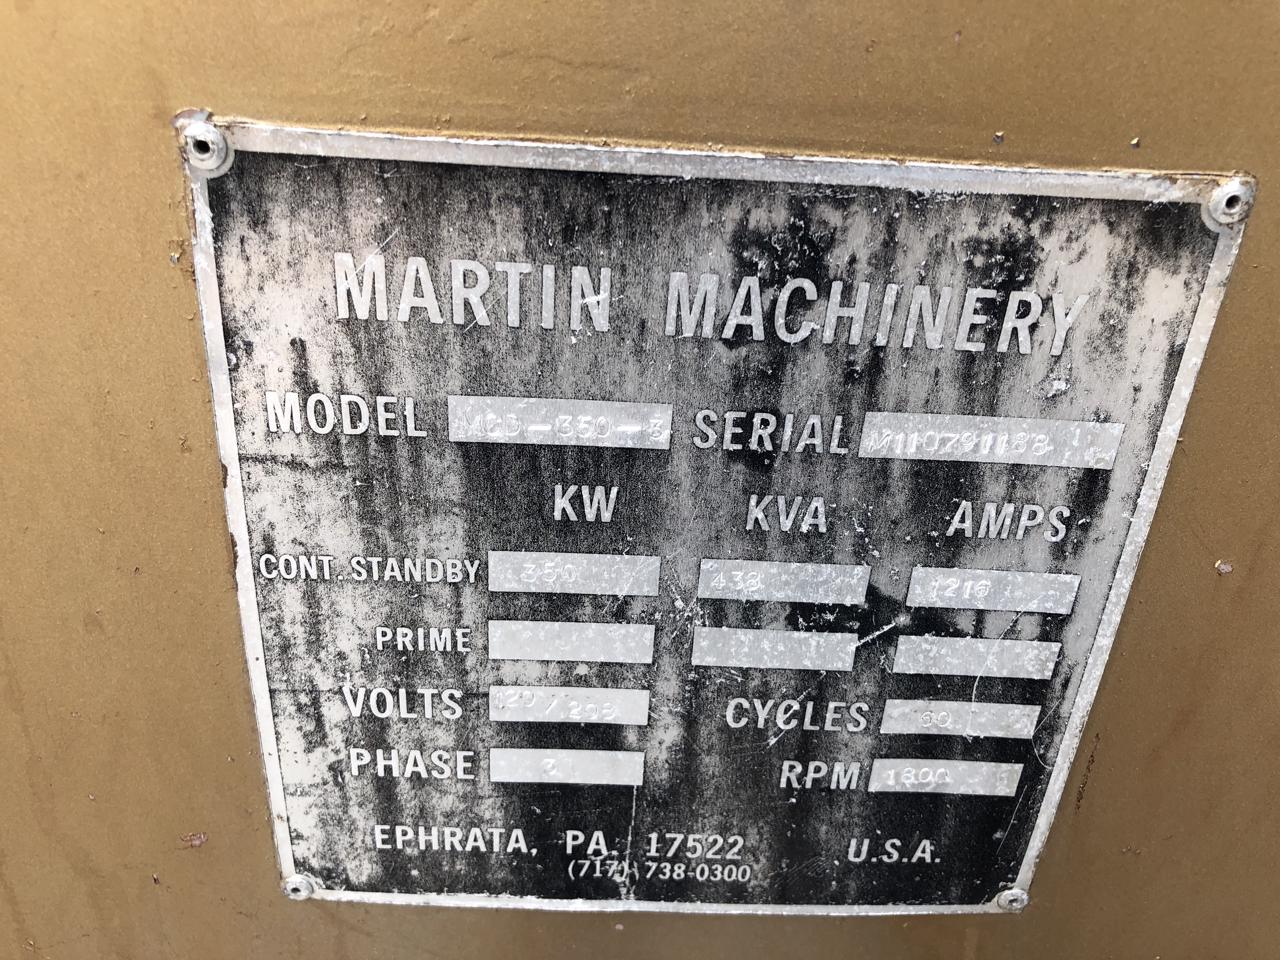 MARTIN MACHINERY
MODEL MCD-350-3 SERIAL M110791188
KW KVA AMPS
CONT. STANDBY 350 438 1216
PRIME
VOLTS 120/208 CYCLES 60
PHASE 3 RPM 1800
EPHRATA, PA. 17522 U.S.A.
(717) 738-0300